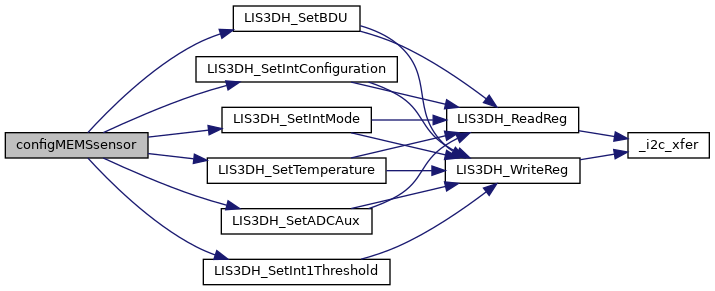 LIS3DH_SetBDU
LIS3DH_SetIntConfiguration
LIS3DH_SetIntMode
LIS3DH_ReadReg
configMEMSsensor
_i2c_xfer
LIS3DH_SetTemperature
LIS3DH_WriteReg
LIS3DH_SetADCAux
LIS3DH_SetInt1Threshold